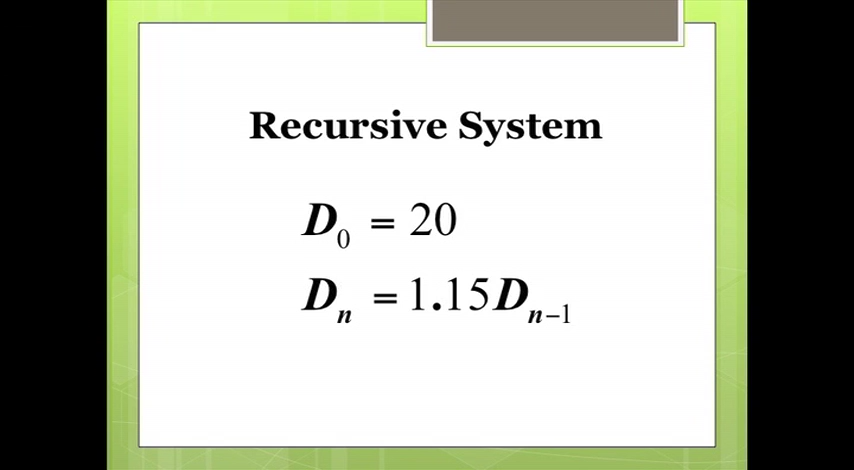 Recursive System
D₀ = 20
Dₙ = 1.15Dₙ₋₁